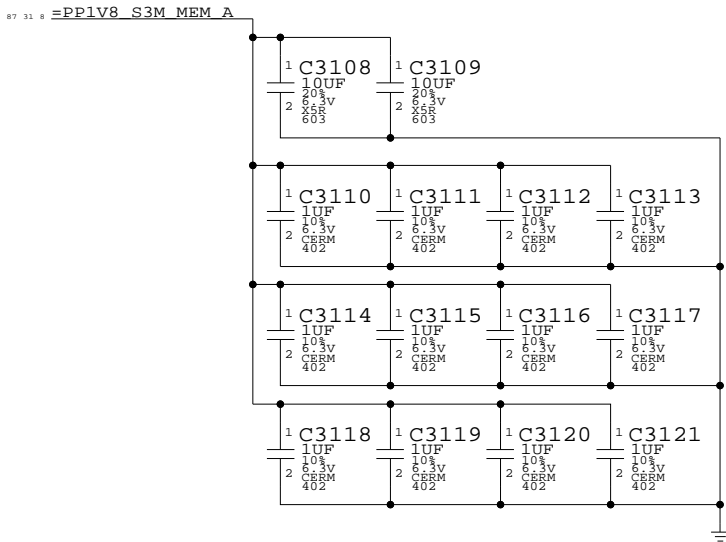 87 31 8 =PP1V8_S3M_MEM_A
1 C3108 1 C3109
10UF 10UF
20% 20%
6.3V 6.3V
2 X5R 2 X5R
603 603
1 C3110 1 C3111 1 C3112 1 C3113
1UF 1UF 1UF 1UF
10% 10% 10% 10%
6.3V 6.3V 6.3V 6.3V
2 CERM 2 CERM 2 CERM 2 CERM
402 402 402 402
1 C3114 1 C3115 1 C3116 1 C3117
1UF 1UF 1UF 1UF
10% 10% 10% 10%
6.3V 6.3V 6.3V 6.3V
2 CERM 2 CERM 2 CERM 2 CERM
402 402 402 402
1 C3118 1 C3119 1 C3120 1 C3121
1UF 1UF 1UF 1UF
10% 10% 10% 10%
6.3V 6.3V 6.3V 6.3V
2 CERM 2 CERM 2 CERM 2 CERM
402 402 402 402